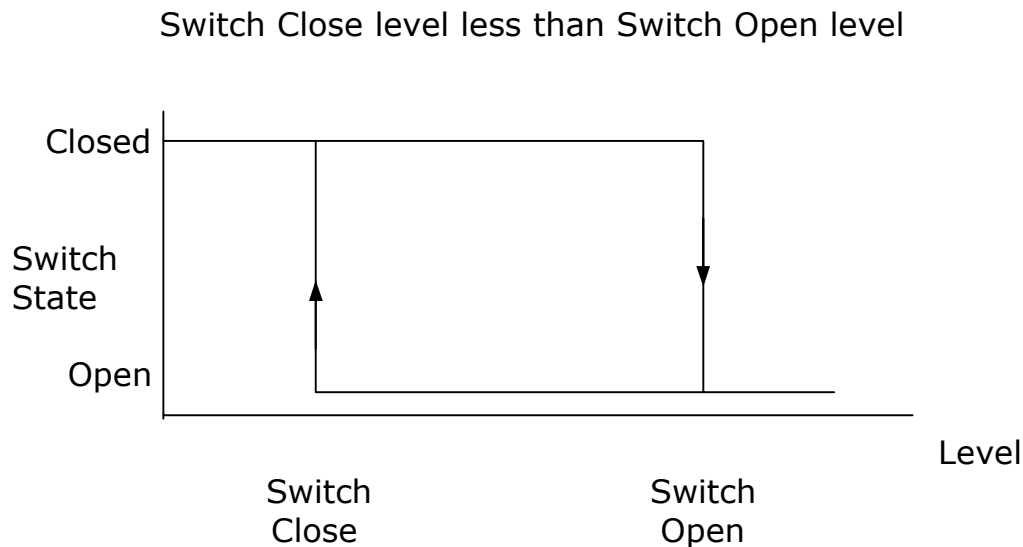 Switch Close level less than Switch Open level
Closed
Switch
State
Open
Level
Switch
Close
Switch
Open